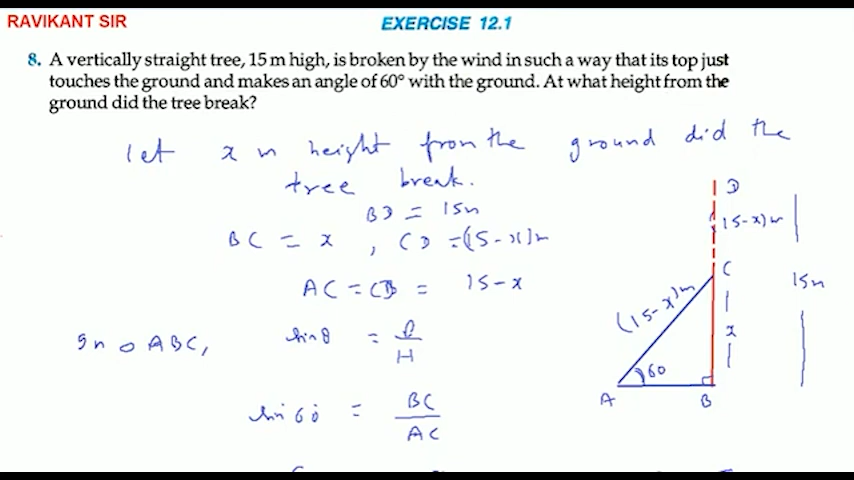 RAVIKANT SIR
EXERCISE 12.1
8. A vertically straight tree, 15 m high, is broken by the wind in such a way that its top just
touches the ground and makes an angle of 60° with the ground. At what height from the
ground did the tree break?
let x m height from the ground did the
tree break.
BD = 15m
BC = x , CD = (15-x)m
AC = CD = 15-x
In △ ABC, sinθ = P/H
sin 60° = BC/AC
D
(15-x)m
C
15m
(15-x)m
x
60
A B